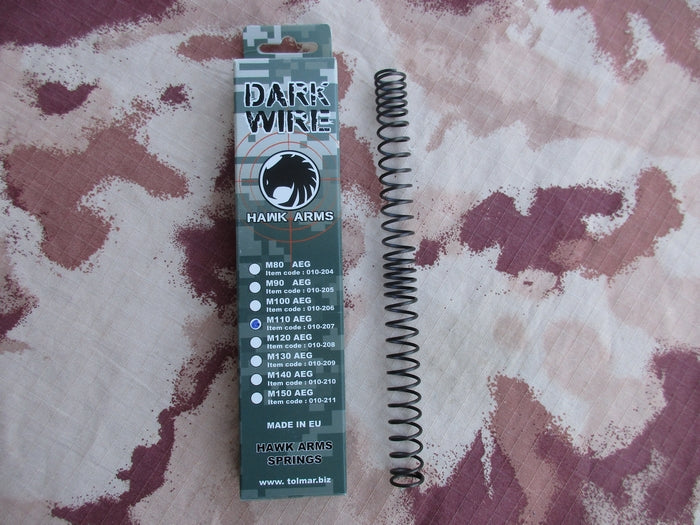 DARK
WIRE
HAWK ARMS
M80 AEG
Item code : 010-204
M90 AEG
Item code : 010-205
M100 AEG
Item code : 010-206
M110 AEG
Item code : 010-207
M120 AEG
Item code : 010-208
M130 AEG
Item code : 010-209
M140 AEG
Item code : 010-210
M150 AEG
Item code : 010-211
MADE IN EU
HAWK ARMS
SPRINGS
www.tolmar.biz